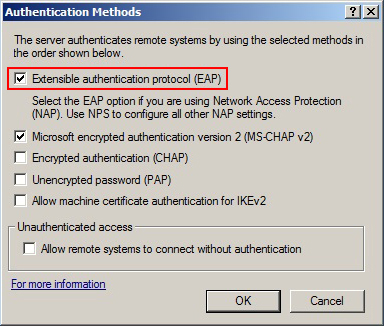 Authentication Methods
The server authenticates remote systems by using the selected methods in
the order shown below.
Extensible authentication protocol (EAP)
Select the EAP option if you are using Network Access Protection
(NAP). Use NPS to configure all other NAP settings.
Microsoft encrypted authentication version 2 (MS-CHAP v2)
Encrypted authentication (CHAP)
Unencrypted password (PAP)
Allow machine certificate authentication for IKEv2
Unauthenticated access
Allow remote systems to connect without authentication
For more information
OK Cancel